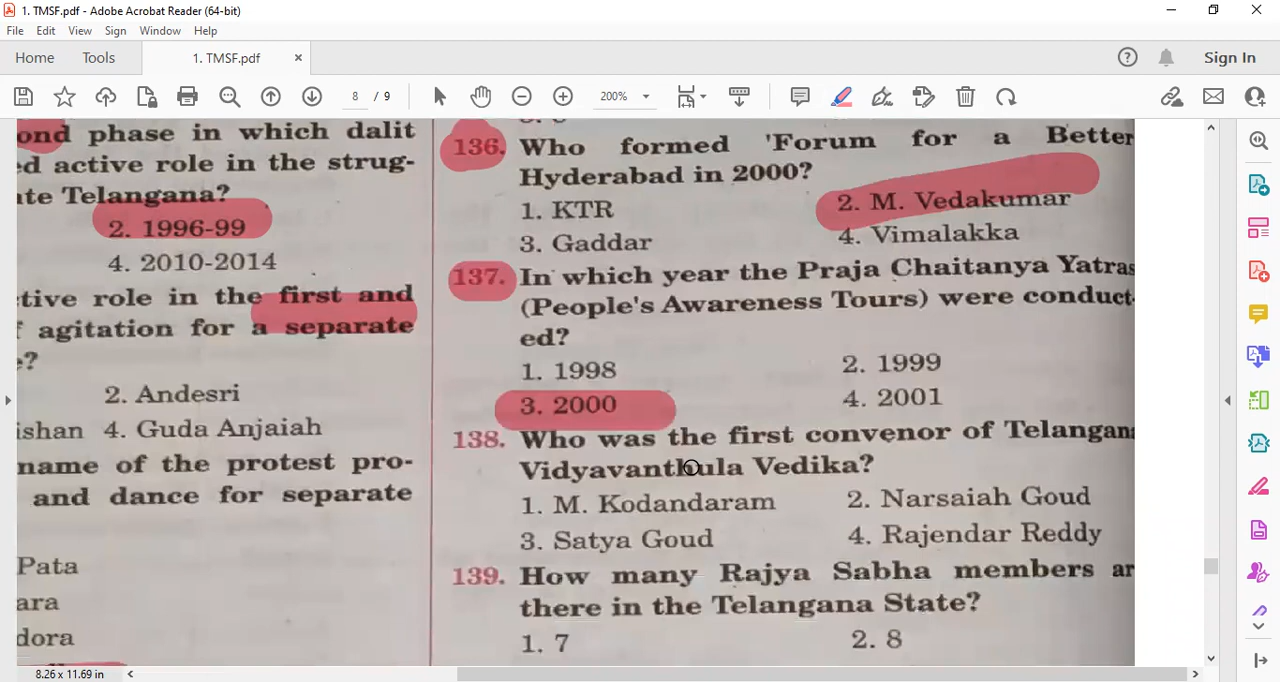 1. TMSF.pdf - Adobe Acrobat Reader (64-bit)
File Edit View Sign Window Help
Home Tools 1. TMSF.pdf × Sign In
8 / 9 200%
ond phase in which dalit
ed active role in the strug-
te Telangana?
2. 1996-99
4. 2010-2014
tive role in the first and
f agitation for a separate
?
2. Andesri
ishan 4. Guda Anjaiah
name of the protest pro-
and dance for separate
Pata
ara
dora
136. Who formed 'Forum for a Better
Hyderabad in 2000?
1. KTR 2. M. Vedakumar
3. Gaddar 4. Vimalakka
137. In which year the Praja Chaitanya Yatras
(People's Awareness Tours) were conduct-
ed?
1. 1998 2. 1999
3. 2000 4. 2001
138. Who was the first convenor of Telangana
Vidyavanthula Vedika?
1. M. Kodandaram 2. Narsaiah Goud
3. Satya Goud 4. Rajendar Reddy
139. How many Rajya Sabha members ar
there in the Telangana State?
1. 7 2. 8
8.26 x 11.69 in